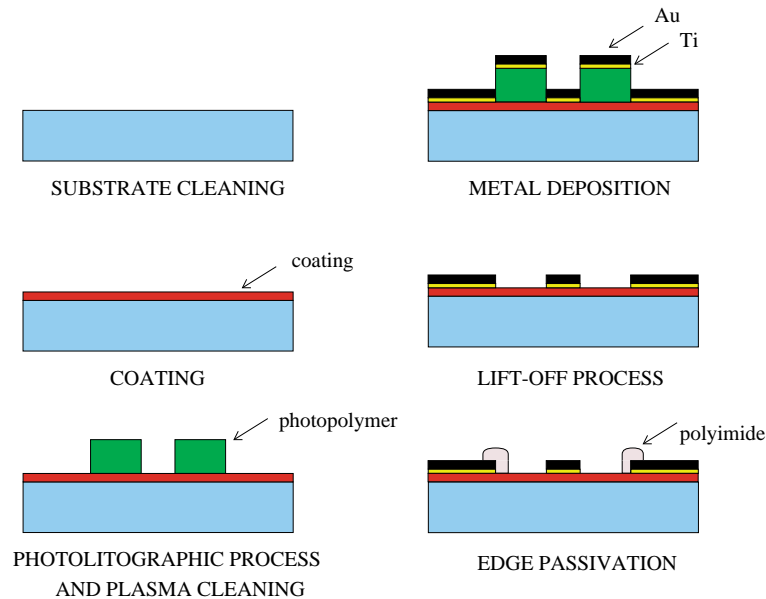 SUBSTRATE CLEANING
coating
COATING
photopolymer
PHOTOLITOGRAPHIC PROCESS
AND PLASMA CLEANING
Au
Ti
METAL DEPOSITION
LIFT-OFF PROCESS
polyimide
EDGE PASSIVATION